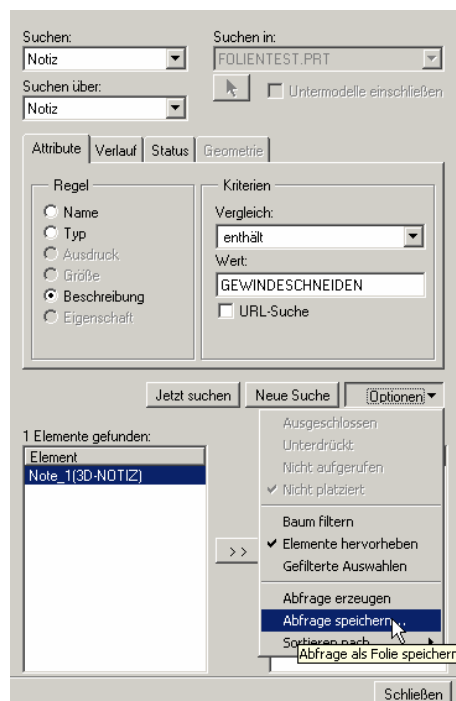 Suchen:
Suchen in:
Notiz
FOLIENTEST.PRT
Suchen über:
Notiz
Untermodelle einschließen
Attribute
Verlauf
Status
Geometrie
Regel
Name
Typ
Ausdruck
Größe
Beschreibung
Eigenschaft
Kriterien
Vergleich:
enthält
Wert:
GEWINDESCHNEIDEN
URL-Suche
Jetzt suchen
Neue Suche
Optionen
1 Elemente gefunden:
Element
Note_1(3D-NOTIZ)
>>
Ausgeschlossen
Unterdrückt
Nicht aufgerufen
Nicht platziert
Baum filtern
Elemente hervorheben
Gefilterte Auswahlen
Abfrage erzeugen
Abfrage speichern...
Sortieren nach
Abfrage als Folie speichern
Schließen